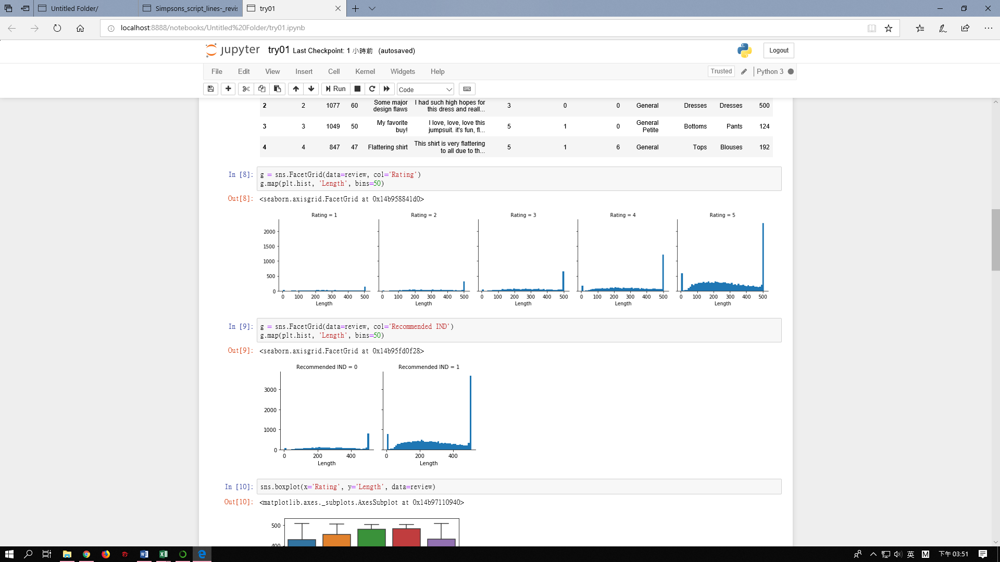 Untitled Folder/
Simpsons_script_lines-_revis
try01
localhost:8888/notebooks/Untitled%20Folder/try01.ipynb
jupyter try01 Last Checkpoint: 1 小時前 (autosaved)
Logout
File Edit View Insert Cell Kernel Widgets Help
Trusted Python 3
Run Code
2 2 1077 60 Some major design flaws I had such high hopes for this dress and reall... 3 0 0 General Dresses Dresses 500
3 3 1049 50 My favorite buy! I love, love, love this jumpsuit. it's fun, fl... 5 1 0 General Petite Bottoms Pants 124
4 4 847 47 Flattering shirt This shirt is very flattering to all due to th... 5 1 6 General Tops Blouses 192
In [8]: g = sns.FacetGrid(data=review, col='Rating')
g.map(plt.hist, 'Length', bins=50)
Out[8]: <seaborn.axisgrid.FacetGrid at 0x14b958841d0>
Rating = 1 Rating = 2 Rating = 3 Rating = 4 Rating = 5
2000
1500
1000
500
0
0 100 200 300 400 500 0 100 200 300 400 500 0 100 200 300 400 500 0 100 200 300 400 500 0 100 200 300 400 500
Length Length Length Length Length
In [9]: g = sns.FacetGrid(data=review, col='Recommended IND')
g.map(plt.hist, 'Length', bins=50)
Out[9]: <seaborn.axisgrid.FacetGrid at 0x14b95fd0f28>
Recommended IND = 0 Recommended IND = 1
3000
2000
1000
0
0 200 400 0 200 400
Length Length
In [10]: sns.boxplot(x='Rating', y='Length', data=review)
Out[10]: <matplotlib.axes._subplots.AxesSubplot at 0x14b97110940>
500
400
英 M 下午 03:51